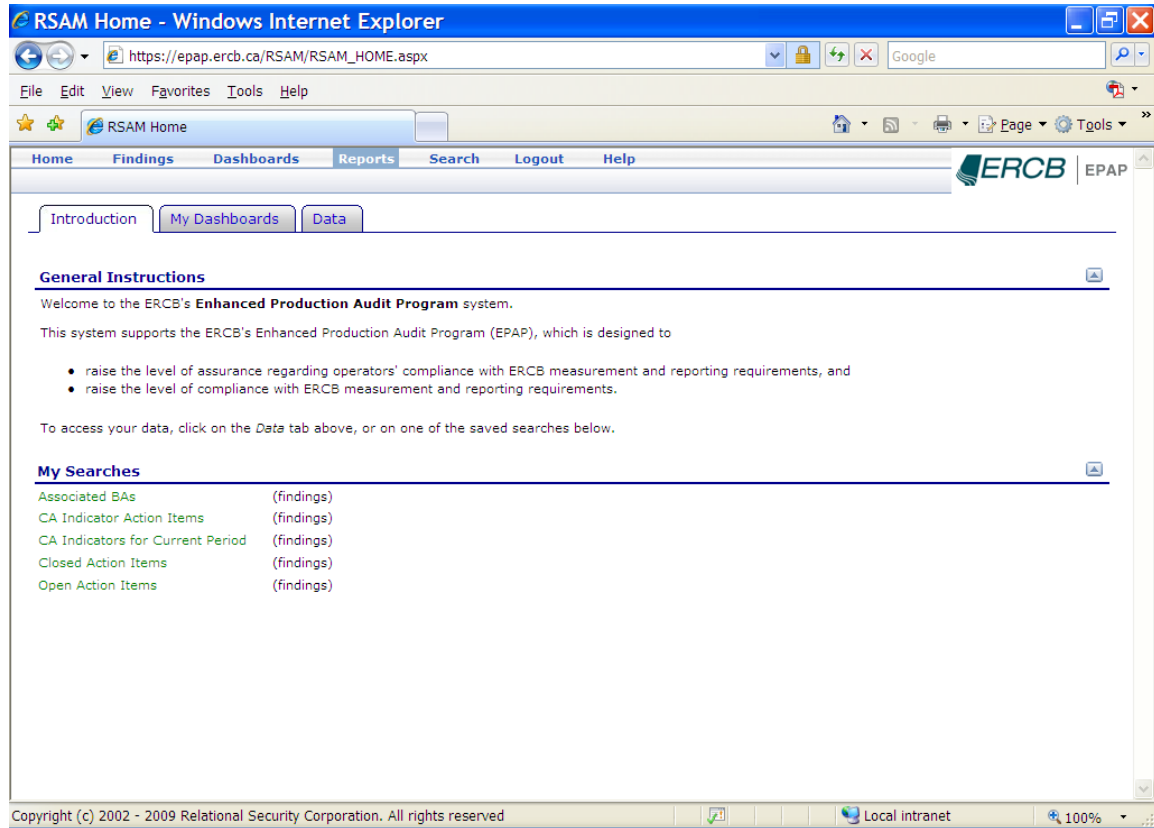 RSAM Home - Windows Internet Explorer
https://epap.ercb.ca/RSAM/RSAM_HOME.aspx
Google
File Edit View Favorites Tools Help
RSAM Home
Page Tools »
Home Findings Dashboards Reports Search Logout Help
ERCB | EPAP
Introduction My Dashboards Data
General Instructions
Welcome to the ERCB's Enhanced Production Audit Program system.
This system supports the ERCB's Enhanced Production Audit Program (EPAP), which is designed to
• raise the level of assurance regarding operators' compliance with ERCB measurement and reporting requirements, and
• raise the level of compliance with ERCB measurement and reporting requirements.
To access your data, click on the Data tab above, or on one of the saved searches below.
My Searches
Associated BAs (findings)
CA Indicator Action Items (findings)
CA Indicators for Current Period (findings)
Closed Action Items (findings)
Open Action Items (findings)
Copyright (c) 2002 - 2009 Relational Security Corporation. All rights reserved
Local intranet
100%